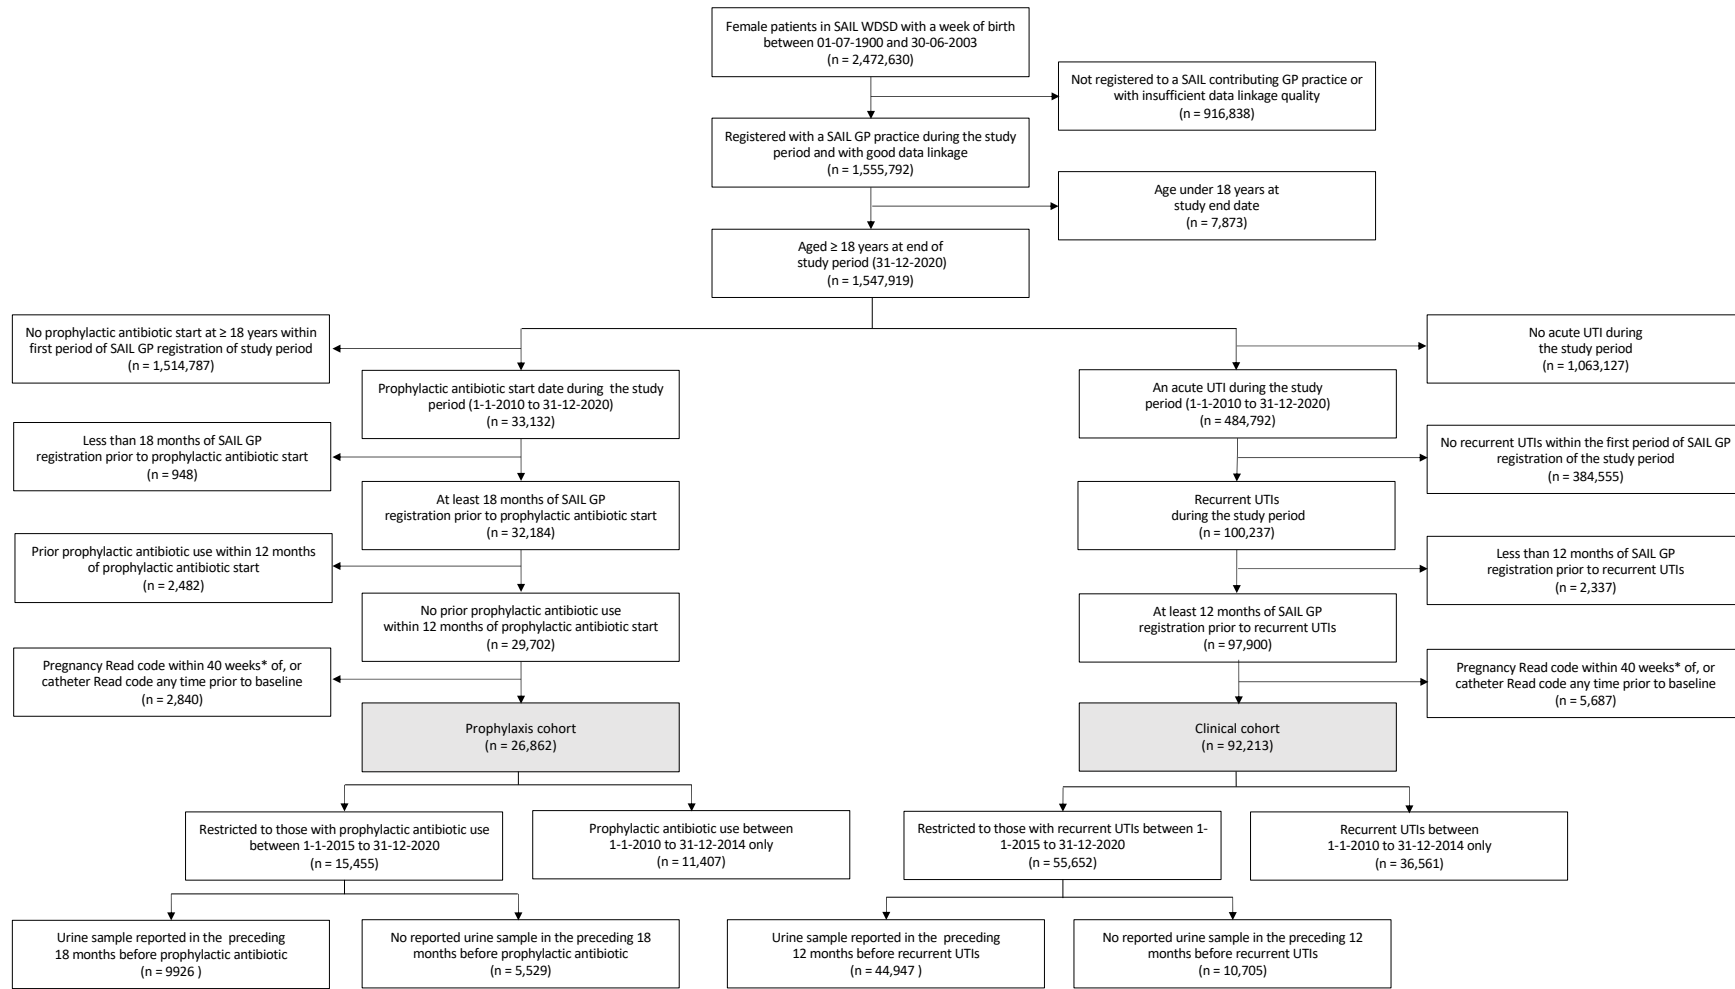 Female patients in SAIL WDSD with a week of birth
between 01-07-1900 and 30-06-2003
(n = 2,472,630)
Not registered to a SAIL contributing GP practice or
with insufficient data linkage quality
(n = 916,838)
Registered with a SAIL GP practice during the study
period and with good data linkage
(n = 1,555,792)
Age under 18 years at
study end date
(n = 7,873)
Aged ≥ 18 years at end of
study period (31-12-2020)
(n = 1,547,919)
No prophylactic antibiotic start at ≥ 18 years within
first period of SAIL GP registration of study period
(n = 1,514,787)
Prophylactic antibiotic start date during the study
period (1-1-2010 to 31-12-2020)
(n = 33,132)
Less than 18 months of SAIL GP
registration prior to prophylactic antibiotic start
(n = 948)
At least 18 months of SAIL GP
registration prior to prophylactic antibiotic start
(n = 32,184)
Prior prophylactic antibiotic use within 12 months
of prophylactic antibiotic start
(n = 2,482)
No prior prophylactic antibiotic use
within 12 months of prophylactic antibiotic start
(n = 29,702)
Pregnancy Read code within 40 weeks* of, or
catheter Read code any time prior to baseline
(n = 2,840)
Prophylaxis cohort
(n = 26,862)
Restricted to those with prophylactic antibiotic use
between 1-1-2015 to 31-12-2020
(n = 15,455)
Prophylactic antibiotic use between
1-1-2010 to 31-12-2014 only
(n = 11,407)
Urine sample reported in the preceding
18 months before prophylactic antibiotic
(n = 9926 )
No reported urine sample in the preceding 18
months before prophylactic antibiotic
(n = 5,529)
No acute UTI during
the study period
(n = 1,063,127)
An acute UTI during the study
period (1-1-2010 to 31-12-2020)
(n = 484,792)
No recurrent UTIs within the first period of SAIL GP
registration of the study period
(n = 384,555)
Recurrent UTIs
during the study period
(n = 100,237)
Less than 12 months of SAIL GP
registration prior to recurrent UTIs
(n = 2,337)
At least 12 months of SAIL GP
registration prior to recurrent UTIs
(n = 97,900)
Pregnancy Read code within 40 weeks* of, or
catheter Read code any time prior to baseline
(n = 5,687)
Clinical cohort
(n = 92,213)
Restricted to those with recurrent UTIs between 1-
1-2015 to 31-12-2020
(n = 55,652)
Recurrent UTIs between
1-1-2010 to 31-12-2014 only
(n = 36,561)
Urine sample reported in the preceding
12 months before recurrent UTIs
(n = 44,947 )
No reported urine sample in the preceding 12
months before recurrent UTIs
(n = 10,705)